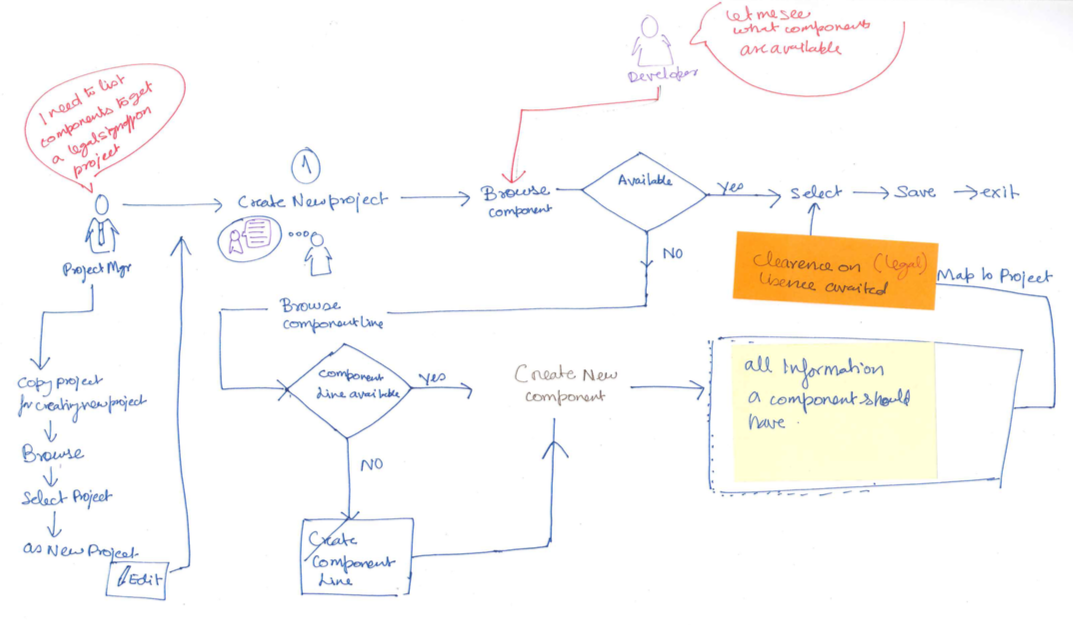 Let me see
what components
are available
Developer
I need to list
components to get
a legal signoff on
project
1
Create New project
Browse
component
Available
Yes
Select
Save
exit
NO
Project Mgr
clearence on (legal)
lisence awaited
Map to Project
Browse
component line
Copy project
for creating new project
Browse
Select Project
as New Project
Edit
component
Line available
Yes
Create New
component
NO
Create
Component
Line
all Information
a component should
have.